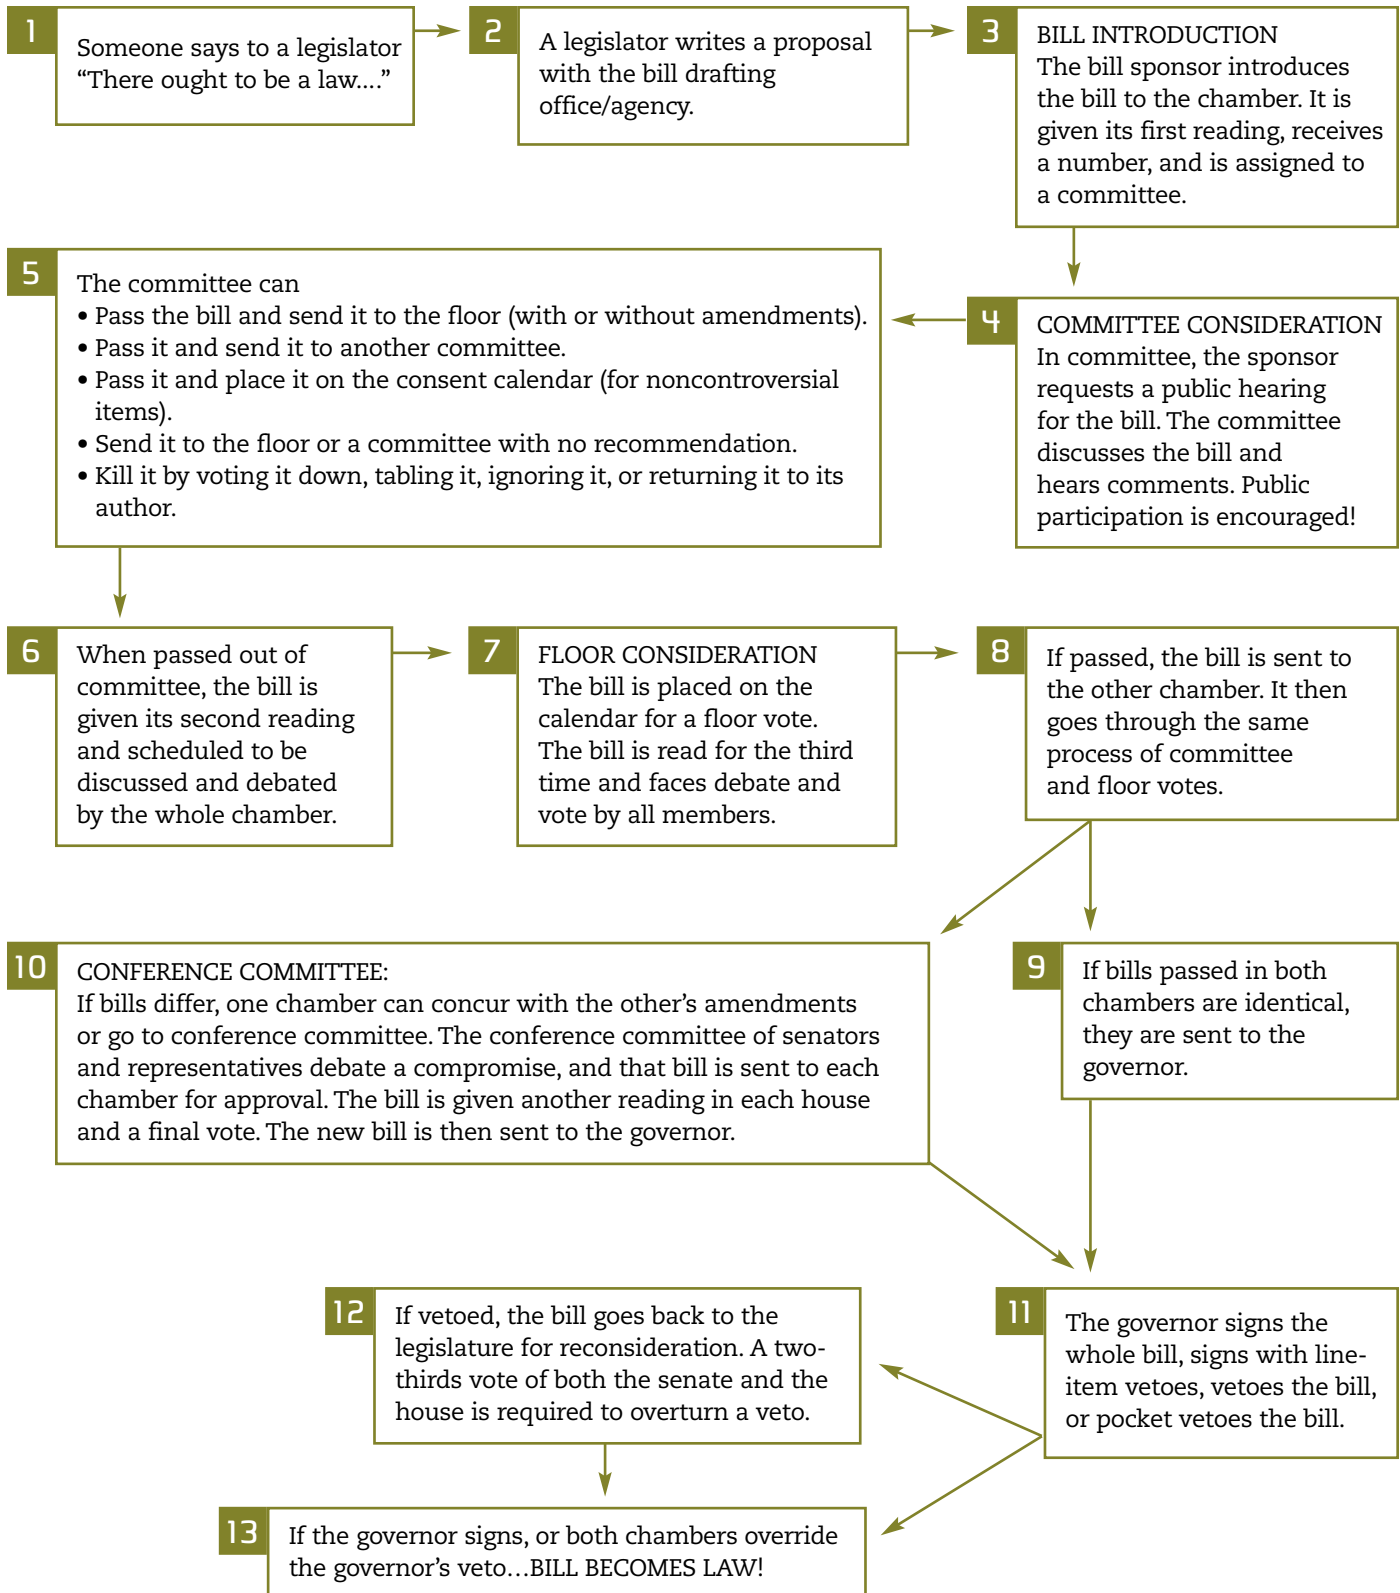 1
Someone says to a legislator
“There ought to be a law....”
2
A legislator writes a proposal
with the bill drafting
office/agency.
3
BILL INTRODUCTION
The bill sponsor introduces
the bill to the chamber. It is
given its first reading, receives
a number, and is assigned to
a committee.
4
COMMITTEE CONSIDERATION
In committee, the sponsor
requests a public hearing
for the bill. The committee
discusses the bill and
hears comments. Public
participation is encouraged!
5
The committee can
• Pass the bill and send it to the floor (with or without amendments).
• Pass it and send it to another committee.
• Pass it and place it on the consent calendar (for noncontroversial
items).
• Send it to the floor or a committee with no recommendation.
• Kill it by voting it down, tabling it, ignoring it, or returning it to its
author.
6
When passed out of
committee, the bill is
given its second reading
and scheduled to be
discussed and debated
by the whole chamber.
7
FLOOR CONSIDERATION
The bill is placed on the
calendar for a floor vote.
The bill is read for the third
time and faces debate and
vote by all members.
8
If passed, the bill is sent to
the other chamber. It then
goes through the same
process of committee
and floor votes.
9
If bills passed in both
chambers are identical,
they are sent to the
governor.
10
CONFERENCE COMMITTEE:
If bills differ, one chamber can concur with the other’s amendments
or go to conference committee. The conference committee of senators
and representatives debate a compromise, and that bill is sent to each
chamber for approval. The bill is given another reading in each house
and a final vote. The new bill is then sent to the governor.
11
The governor signs the
whole bill, signs with line-
item vetoes, vetoes the bill,
or pocket vetoes the bill.
12
If vetoed, the bill goes back to the
legislature for reconsideration. A two-
thirds vote of both the senate and the
house is required to overturn a veto.
13
If the governor signs, or both chambers override
the governor’s veto…BILL BECOMES LAW!